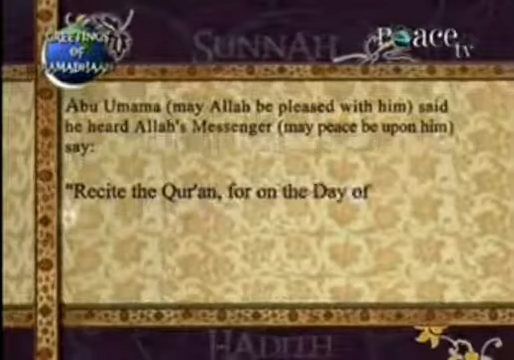 GREETINGS
OF
RAMADHAAN
SUNNAH
Peace
tv
Abu Umama (may Allah be pleased with him) said
he heard Allah's Messenger (may peace be upon him)
say:
"Recite the Qur'an, for on the Day of
HADITH